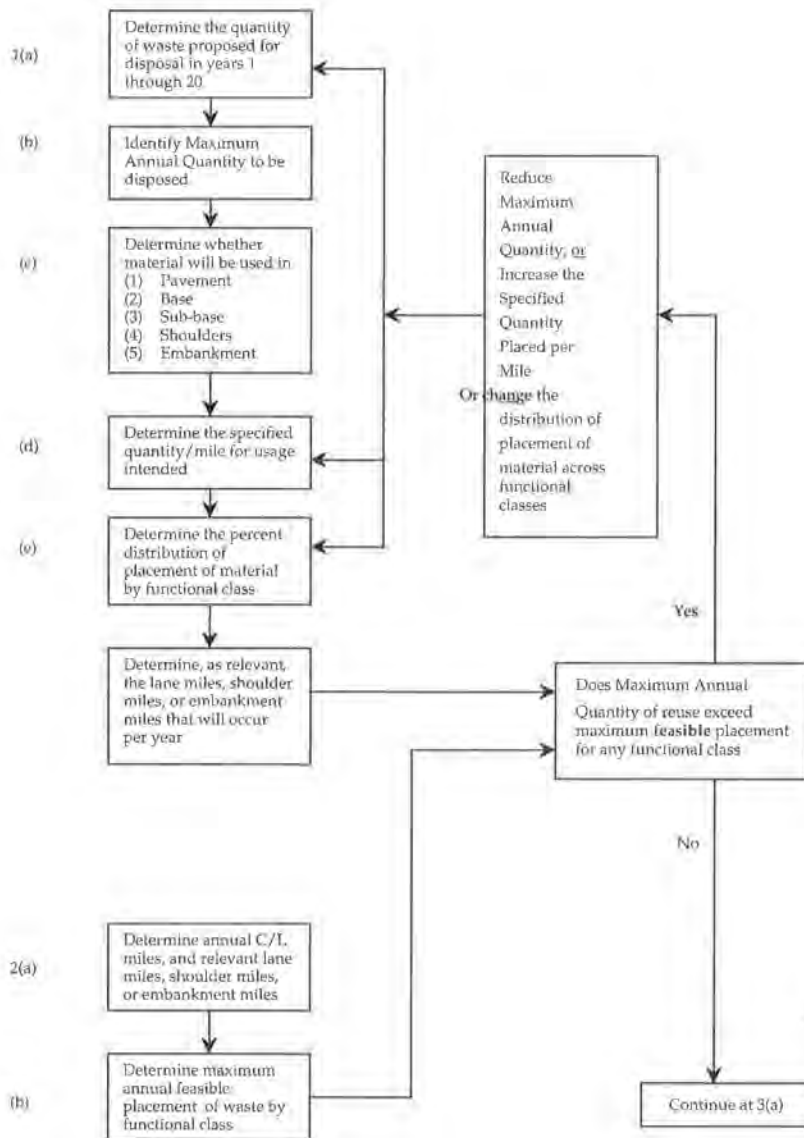 1(a)
Determine the quantity
of waste proposed for
disposal in years 1
through 20
(b)
Identify Maximum
Annual Quantity to be
disposed
(c)
Determine whether
material will be used in
(1) Pavement
(2) Base
(3) Sub-base
(4) Shoulders
(5) Embankment
(d)
Determine the specified
quantity/mile for usage
intended
(e)
Determine the percent
distribution of
placement of material
by functional class
Determine, as relevant,
the lane miles, shoulder
miles, or embankment
miles that will occur
per year
Reduce
Maximum
Annual
Quantity, or
Increase the
Specified
Quantity
Placed per
Mile
Or change the
distribution of
placement of
material across
functional
classes
Yes
Does Maximum Annual
Quantity of reuse exceed
maximum feasible placement
for any functional class
No
2(a)
Determine annual C/L
miles, and relevant lane
miles, shoulder miles,
or embankment miles
(b)
Determine maximum
annual feasible
placement of waste by
functional class
Continue at 3(a)